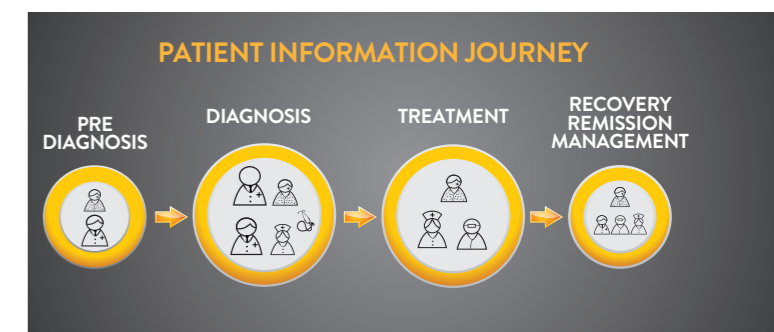 PATIENT INFORMATION JOURNEY
PRE
DIAGNOSIS
DIAGNOSIS
TREATMENT
RECOVERY
REMISSION
MANAGEMENT